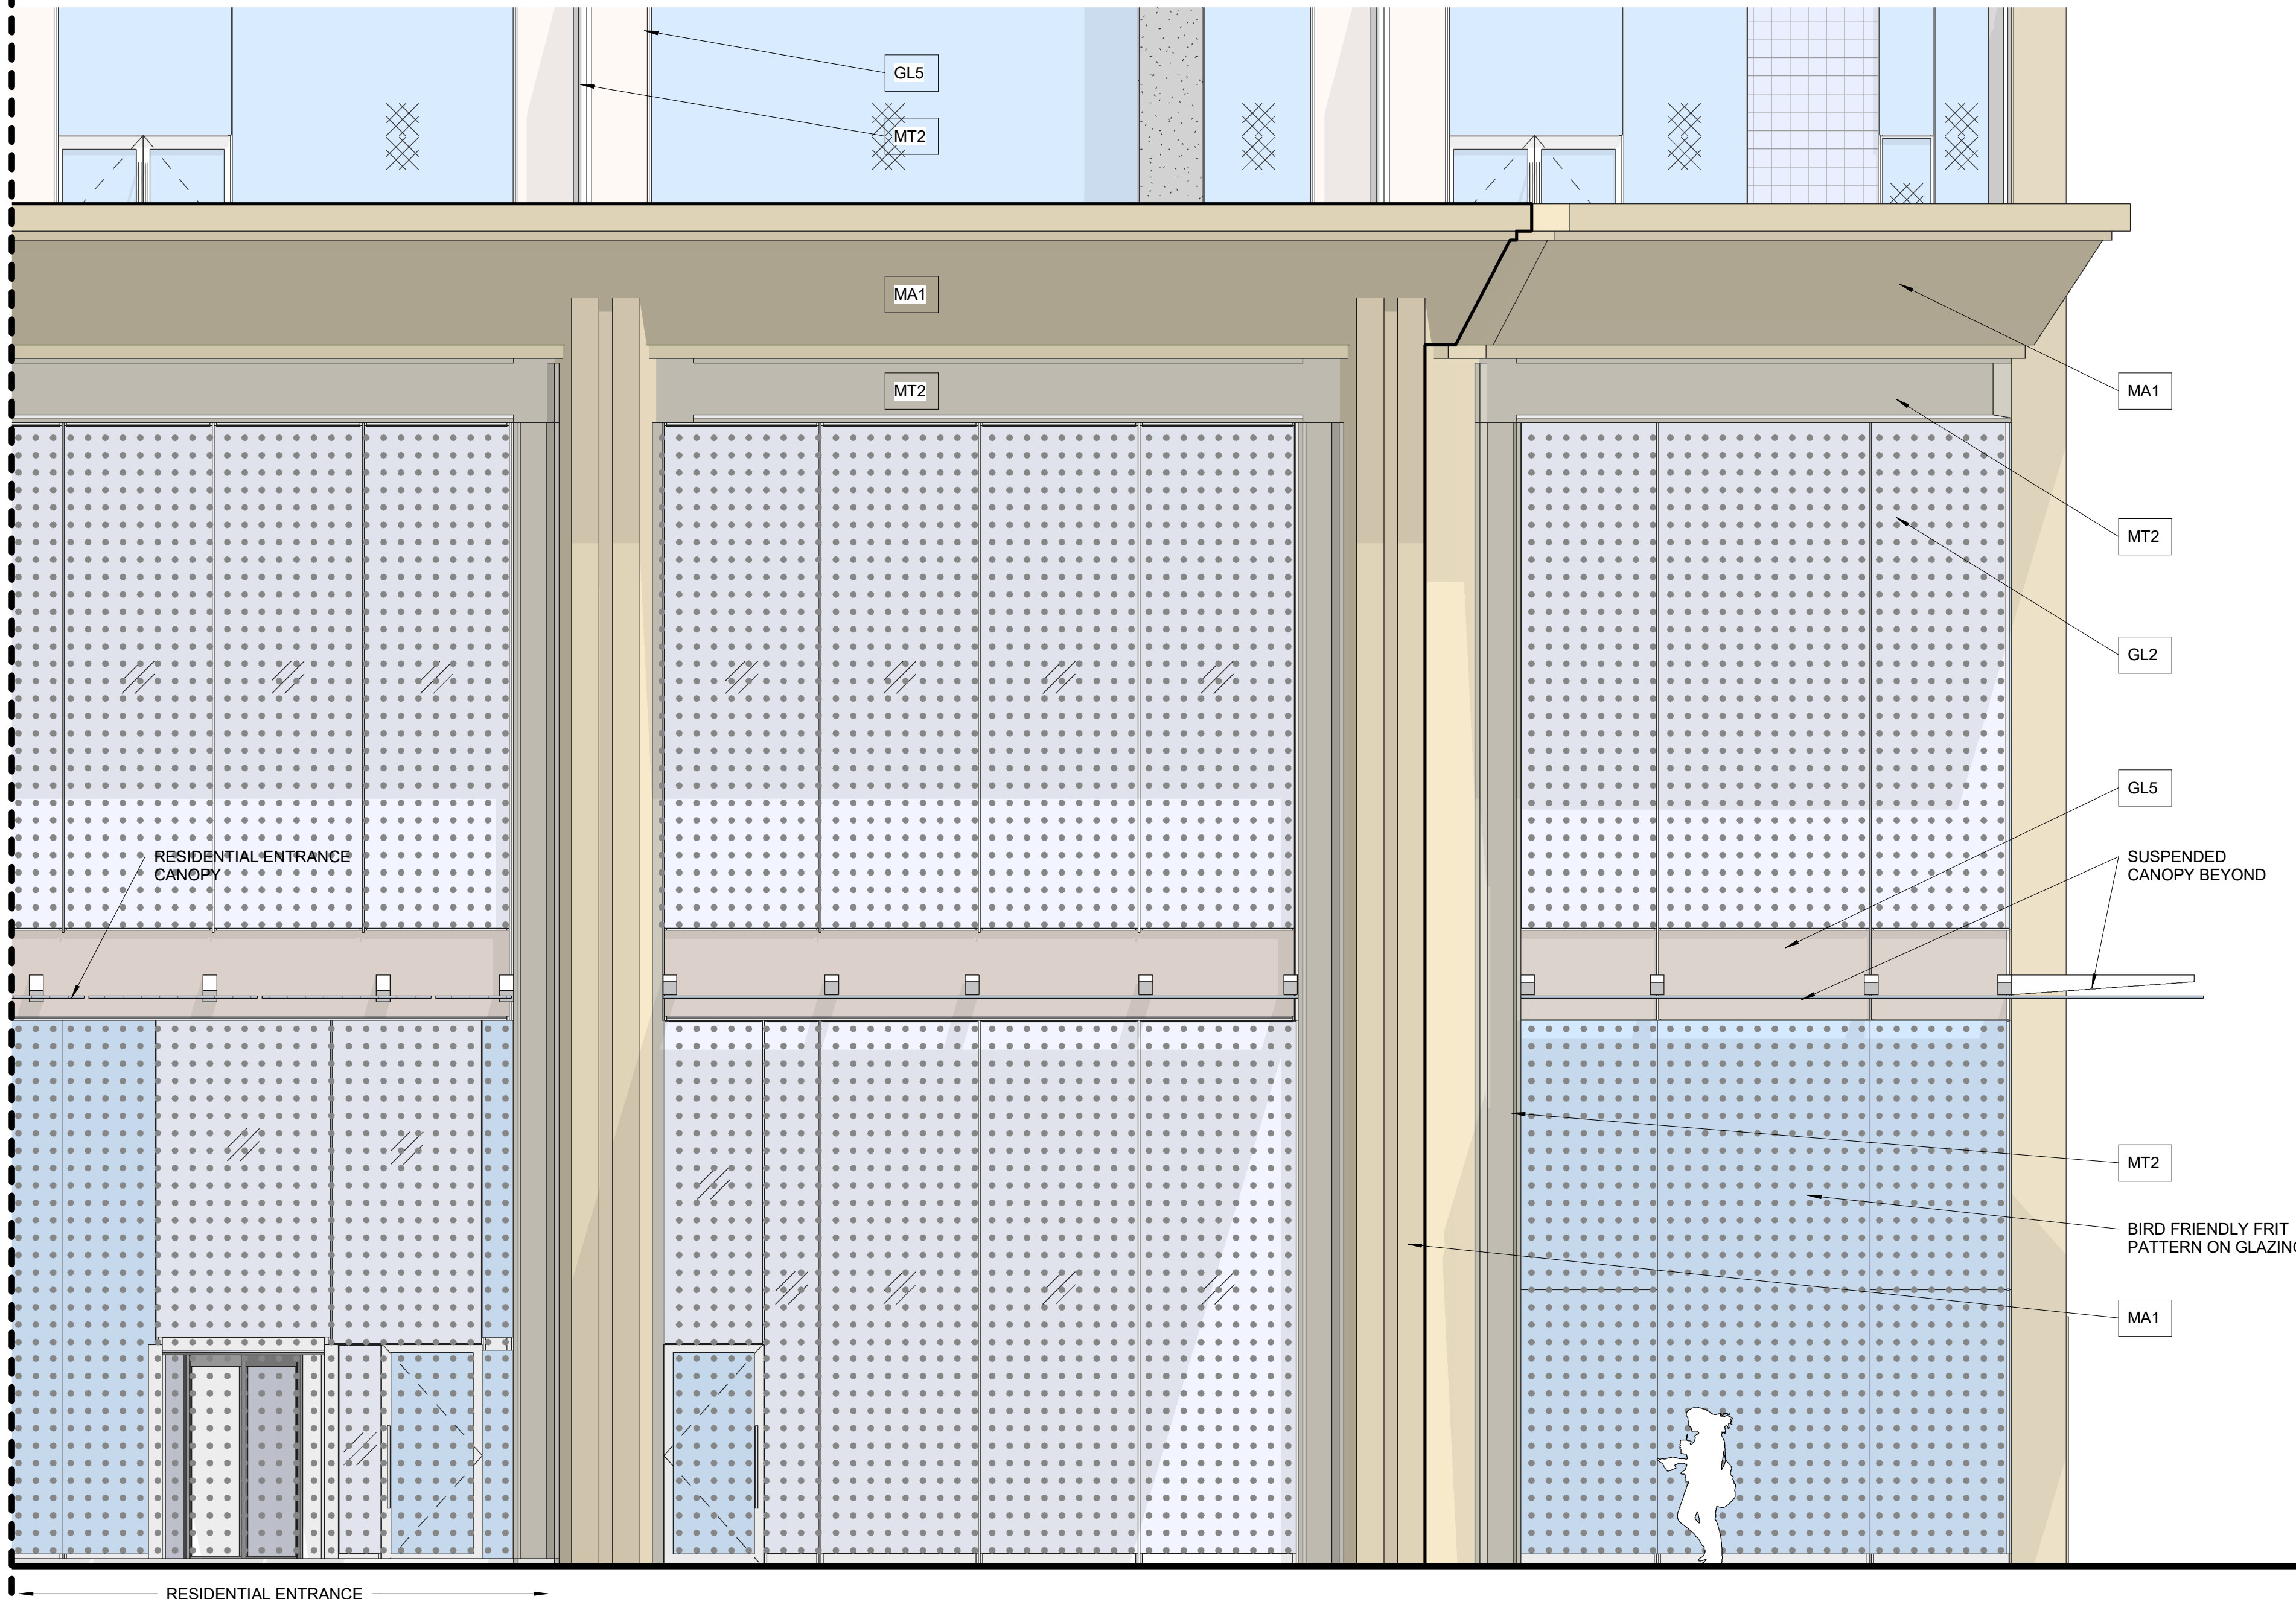 GL5
MT2
MA1
MT2
MA1
MT2
GL2
GL5
RESIDENTIAL ENTRANCE
CANOPY
SUSPENDED
CANOPY BEYOND
MT2
BIRD FRIENDLY FRIT
PATTERN ON GLAZING
MA1
RESIDENTIAL ENTRANCE